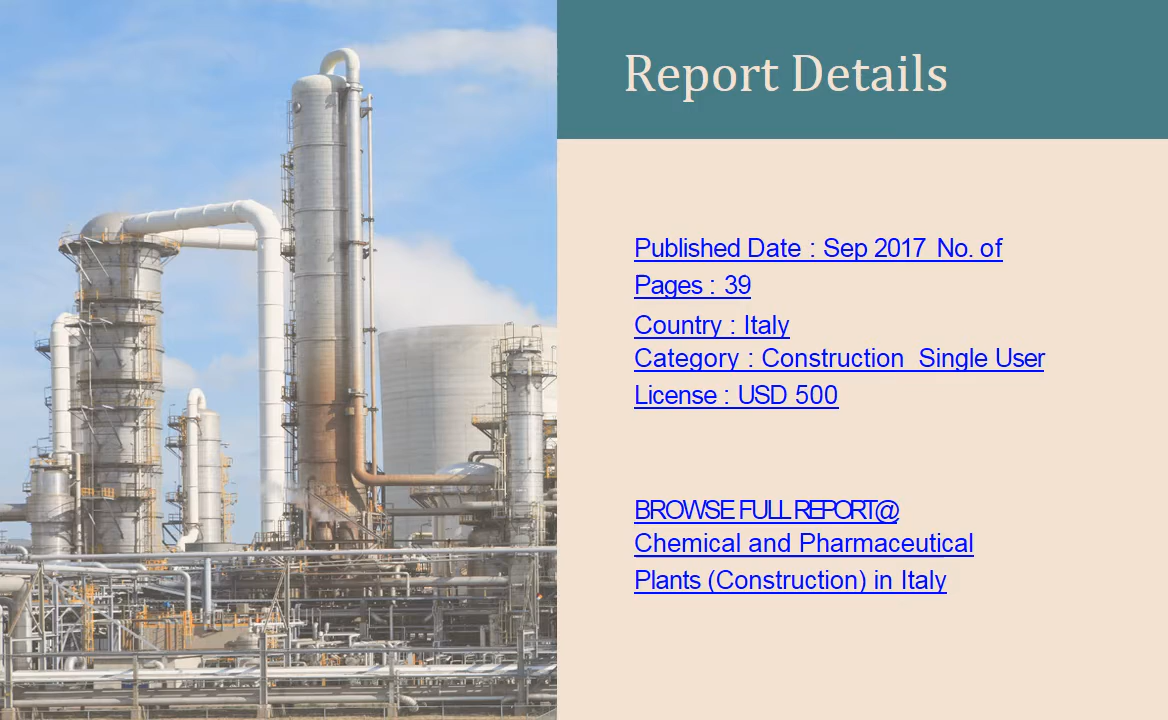 Report Details
Published Date : Sep 2017 No. of
Pages : 39
Country : Italy
Category : Construction Single User
License : USD 500
BROWSE FULL REPORT@
Chemical and Pharmaceutical
Plants (Construction) in Italy